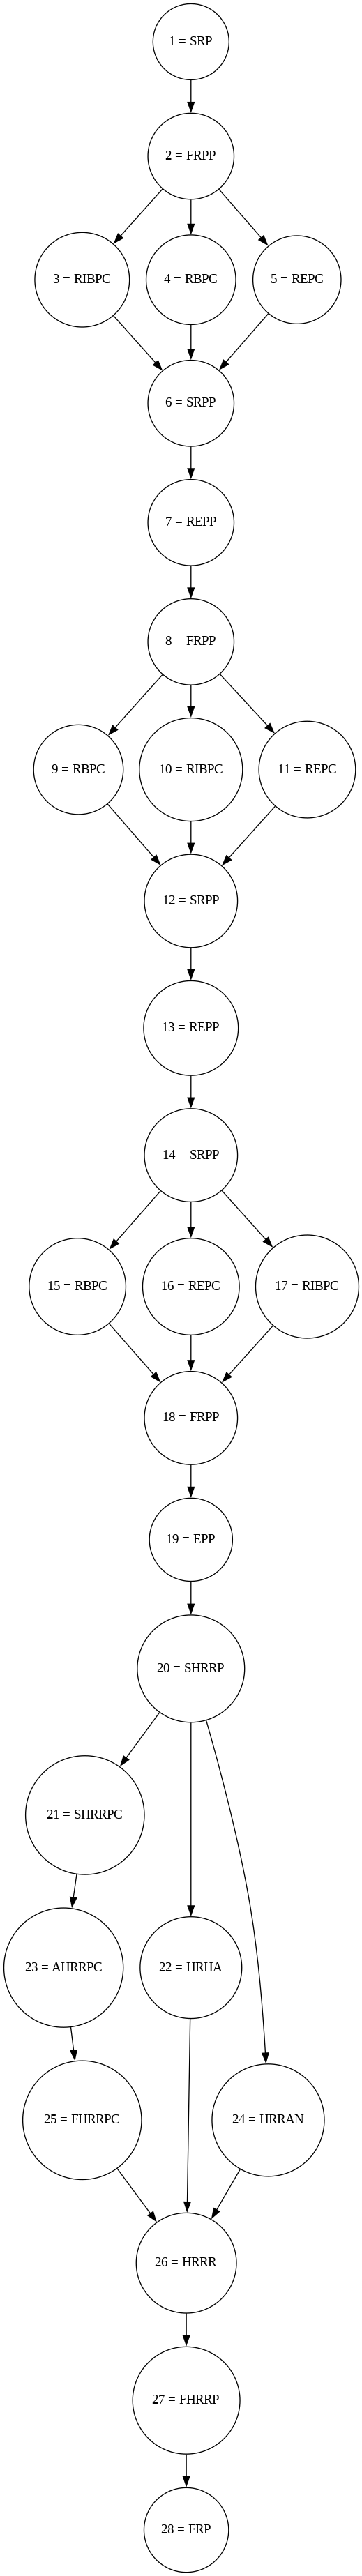 1 = SRP
2 = FRPP
3 = RIBPC
4 = RBPC
5 = REPC
6 = SRPP
7 = REPP
8 = FRPP
9 = RBPC
10 = RIBPC
11 = REPC
12 = SRPP
13 = REPP
14 = SRPP
15 = RBPC
16 = REPC
17 = RIBPC
18 = FRPP
19 = EPP
20 = SHRRP
21 = SHRRPC
23 = AHRRPC
22 = HRHA
25 = FHRRPC
24 = HRRAN
26 = HRRR
27 = FHRRP
28 = FRP